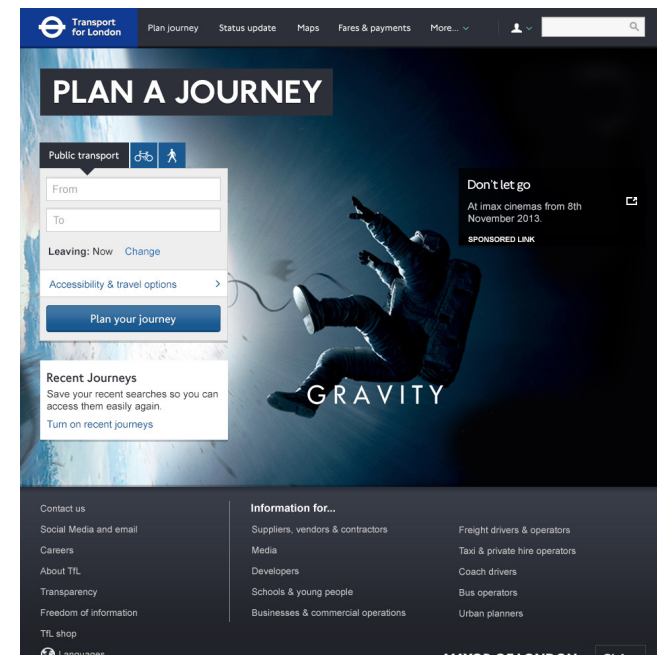 Transport
for London
Plan journey
Status update
Maps
Fares & payments
More...
PLAN A JOURNEY
Public transport
From
To
Leaving: Now Change
Accessibility & travel options
Plan your journey
Recent Journeys
Save your recent searches so you can
access them easily again.
Turn on recent journeys
Don't let go
At imax cinemas from 8th
November 2013.
SPONSORED LINK
GRAVITY
Contact us
Social Media and email
Careers
About TfL
Transparency
Freedom of information
TfL shop
Languages
Information for...
Suppliers, vendors & contractors
Media
Developers
Schools & young people
Businesses & commercial operations
Freight drivers & operators
Taxi & private hire operators
Coach drivers
Bus operators
Urban planners
MAYOR OF LONDON